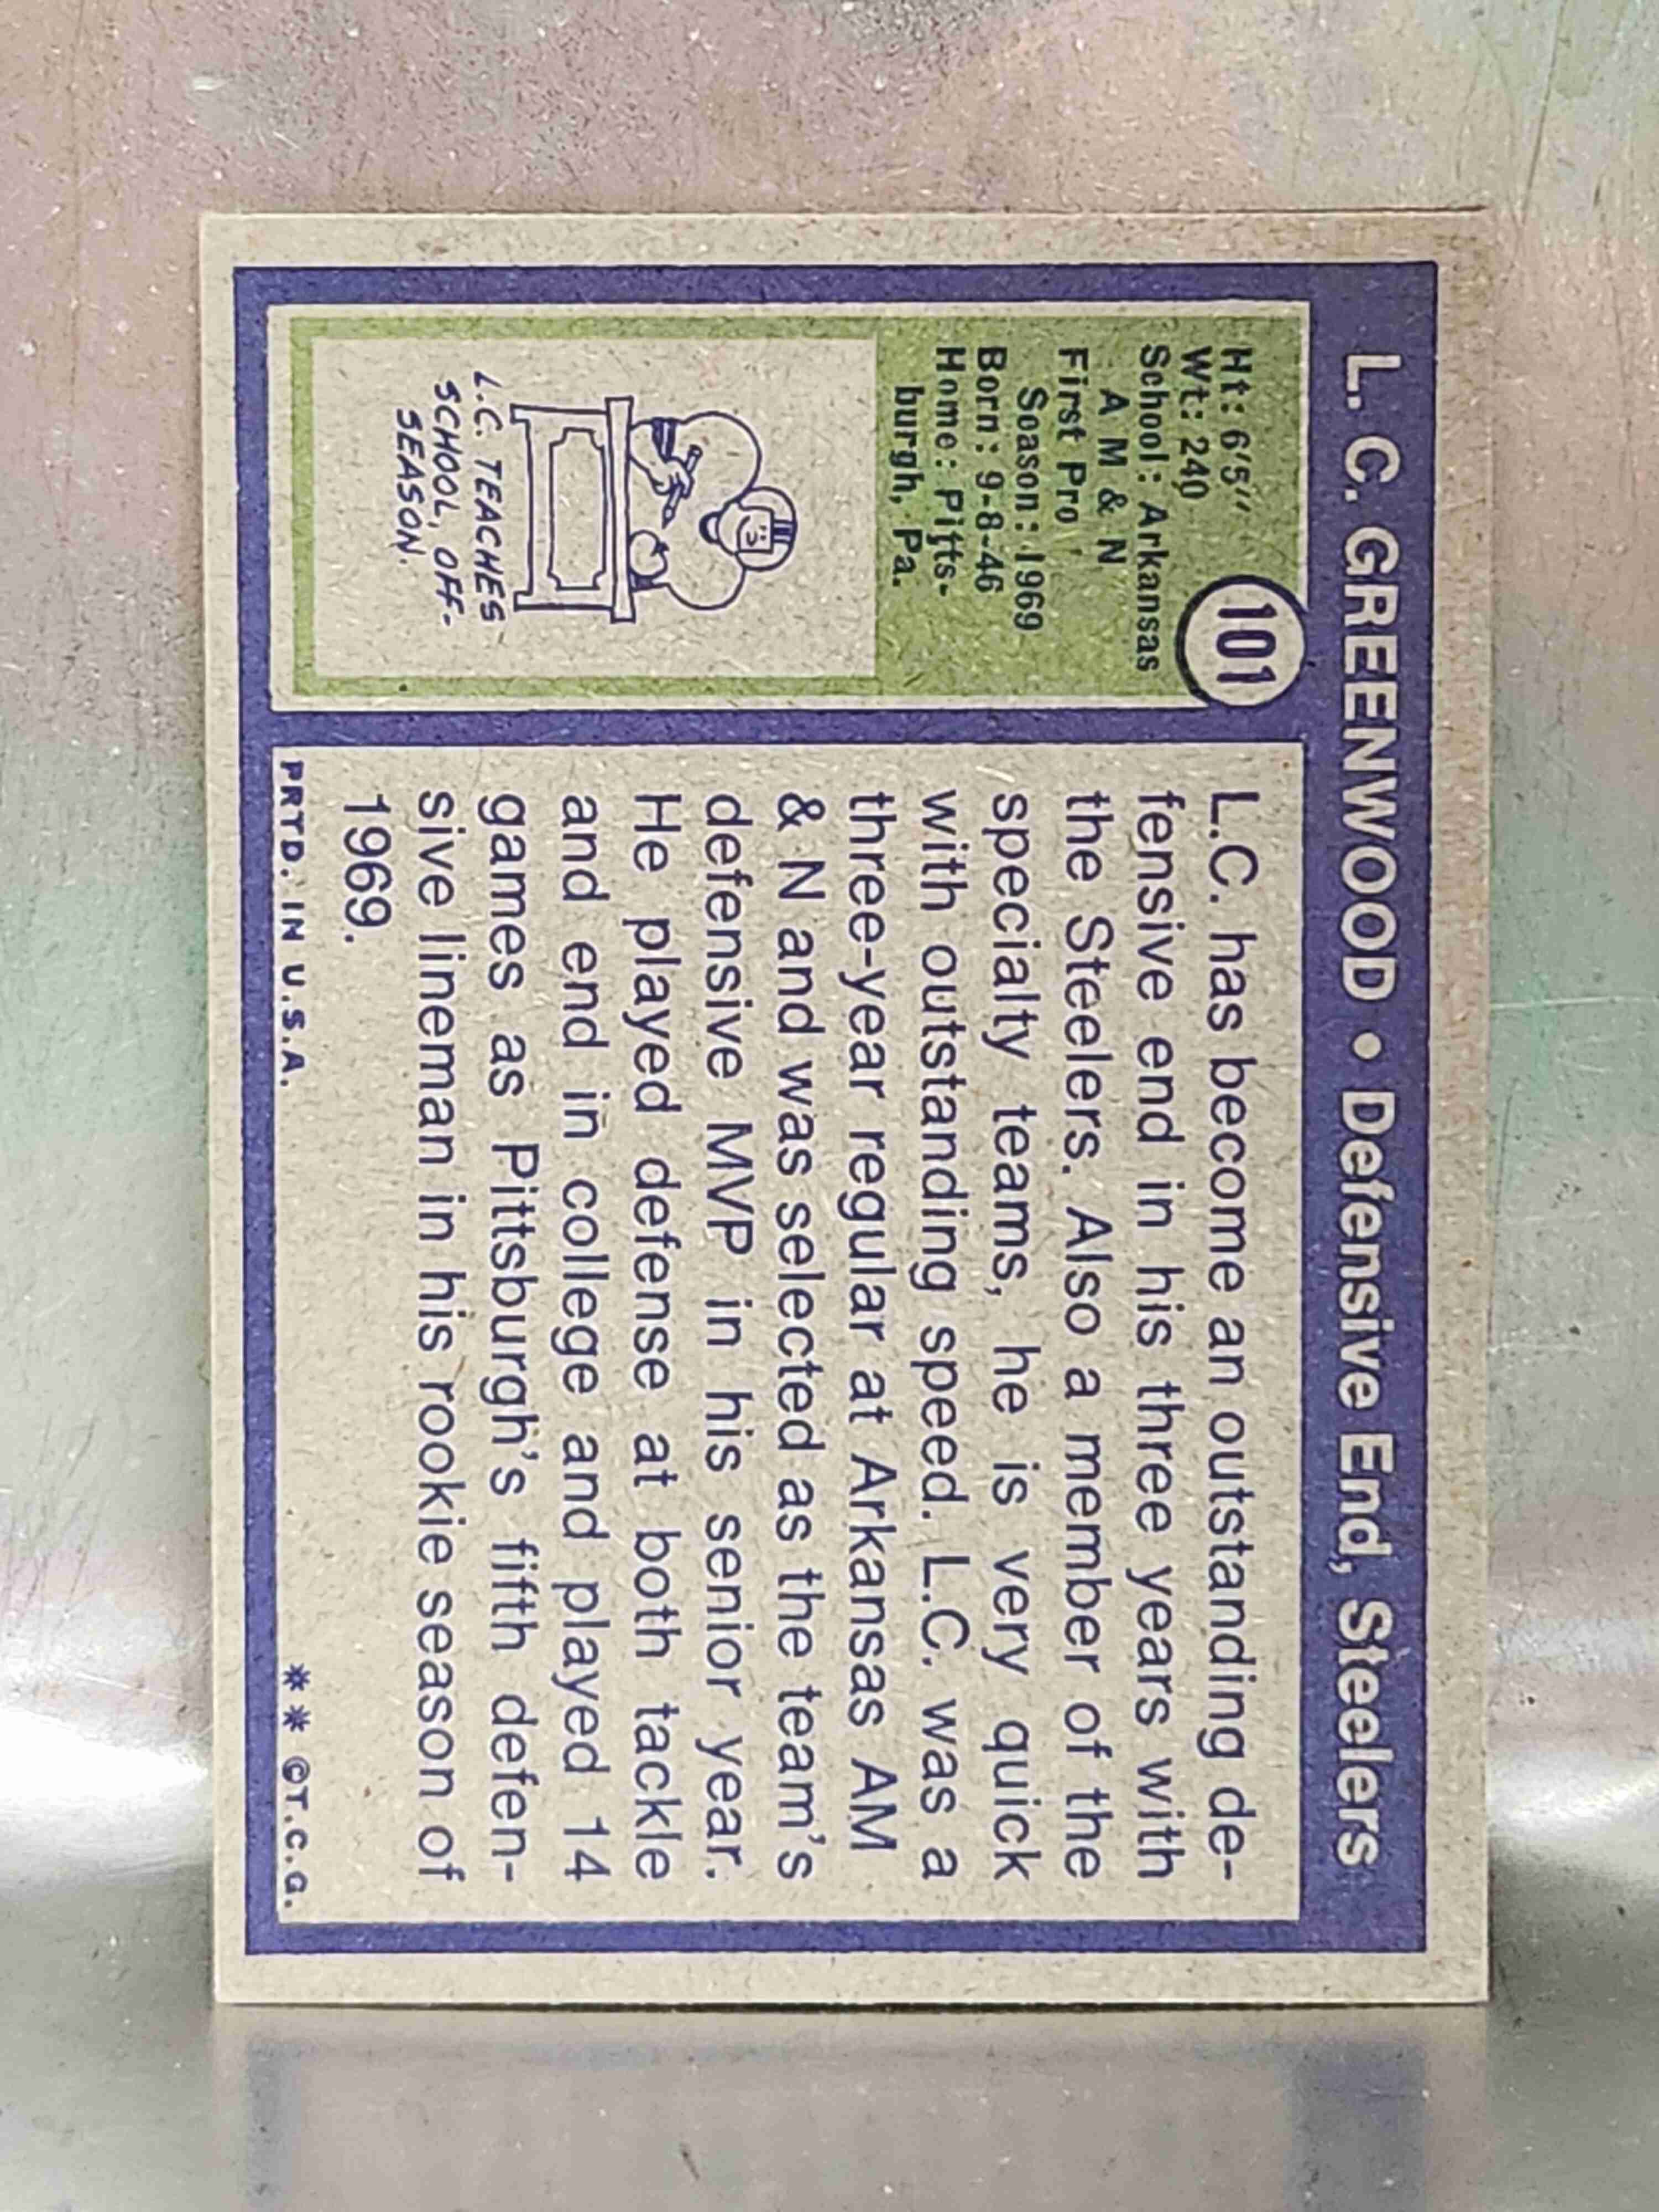 L. C. GREENWOOD • Defensive End, Steelers
101
Ht: 6'5"
Wt: 240
School: Arkansas
A M & N
First Pro
Season: 1969
Born: 9-8-46
Home: Pitts-
burgh, Pa.
L.C. TEACHES
SCHOOL, OFF-
SEASON.
L.C. has become an outstanding de-
fensive end in his three years with
the Steelers. Also a member of the
specialty teams, he is very quick
with outstanding speed. L.C. was a
three-year regular at Arkansas AM
& N and was selected as the team's
defensive MVP in his senior year.
He played defense at both tackle
and end in college and played 14
games as Pittsburgh's fifth defen-
sive lineman in his rookie season of
1969.
PRTD. IN U.S.A.
** ©T.C.G.